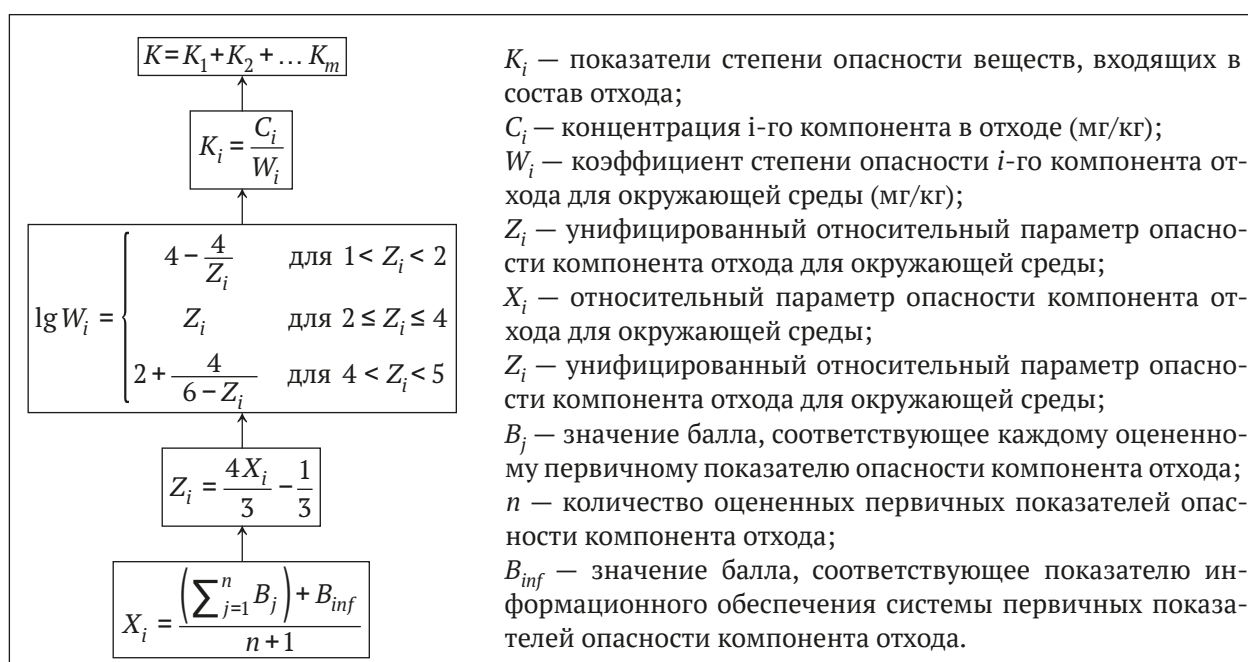 K = K₁ + K₂ + … Kₘ
Kᵢ = Cᵢ / Wᵢ
lg Wᵢ = { 4 − 4/Zᵢ для 1 < Zᵢ < 2
Zᵢ для 2 ≤ Zᵢ ≤ 4
2 + 4/(6 − Zᵢ) для 4 < Zᵢ < 5
Zᵢ = 4Xᵢ/3 − 1/3
Xᵢ = ((∑ⁿⱼ₌₁ Bⱼ) + B_inf) / (n + 1)
Kᵢ — показатели степени опасности веществ, входящих в
состав отхода;
Cᵢ — концентрация i-го компонента в отходе (мг/кг);
Wᵢ — коэффициент степени опасности i-го компонента от-
хода для окружающей среды (мг/кг);
Zᵢ — унифицированный относительный параметр опасно-
сти компонента отхода для окружающей среды;
Xᵢ — относительный параметр опасности компонента от-
хода для окружающей среды;
Zᵢ — унифицированный относительный параметр опасно-
сти компонента отхода для окружающей среды;
Bⱼ — значение балла, соответствующее каждому оцененно-
му первичному показателю опасности компонента отхода;
n — количество оцененных первичных показателей опас-
ности компонента отхода;
B_inf — значение балла, соответствующее показателю ин-
формационного обеспечения системы первичных показа-
телей опасности компонента отхода.